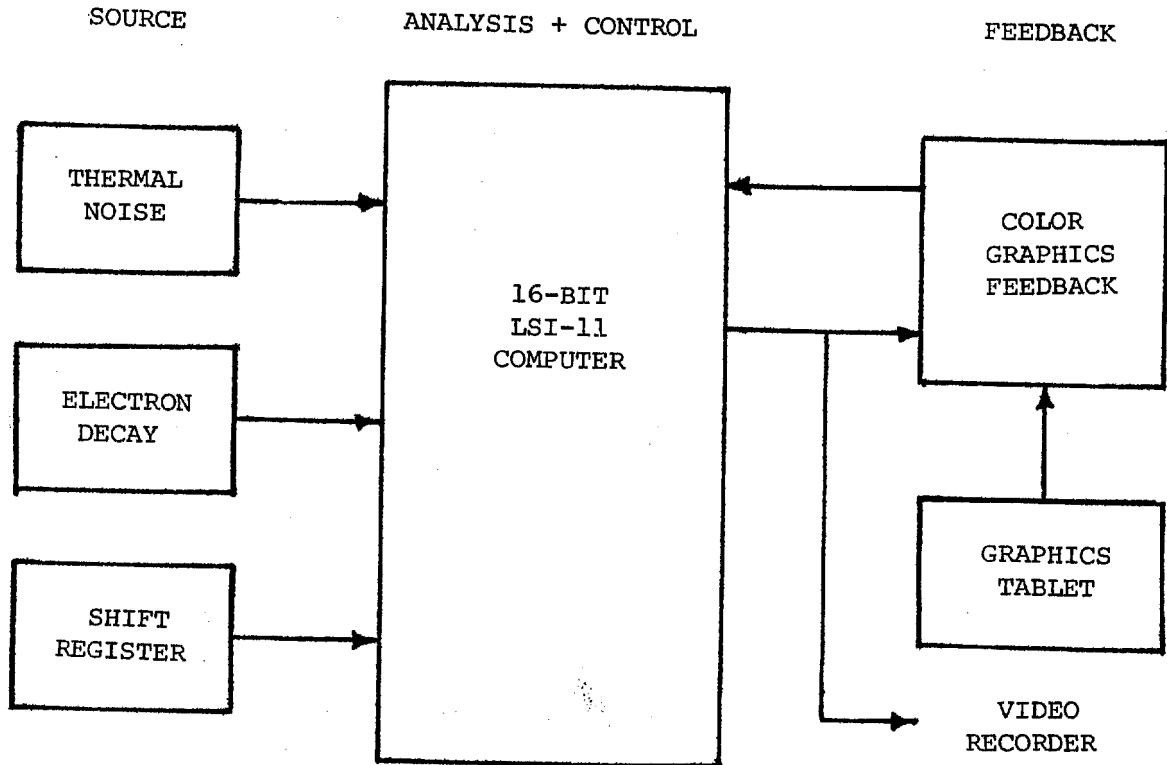 SOURCE
ANALYSIS + CONTROL
FEEDBACK
THERMAL
NOISE
ELECTRON
DECAY
SHIFT
REGISTER
16-BIT
LSI-11
COMPUTER
COLOR
GRAPHICS
FEEDBACK
GRAPHICS
TABLET
VIDEO
RECORDER